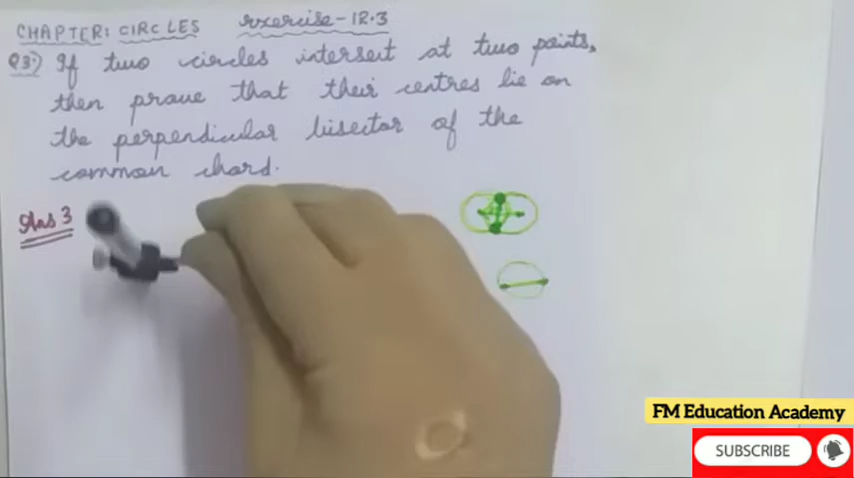 CHAPTER: CIRCLES Exercise-12.3
Q3:) If two circles intersect at two points,
then prove that their centres lie on
the perpendicular bisector of the
common chord.
Ans 3
FM Education Academy
SUBSCRIBE